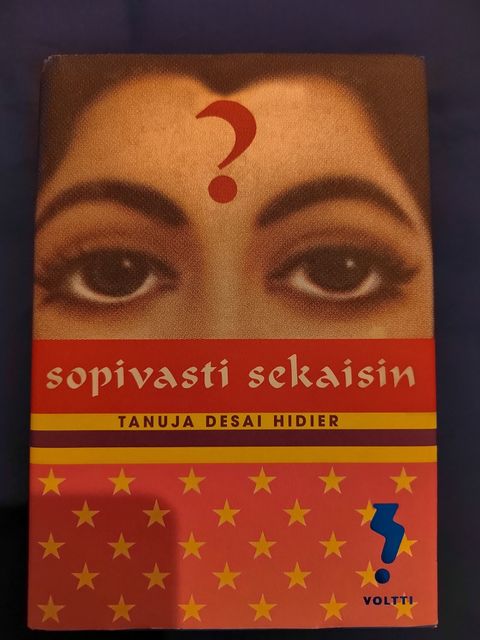 ?
sopivasti sekaisin
TANUJA DESAI HIDIER
VOLTTI